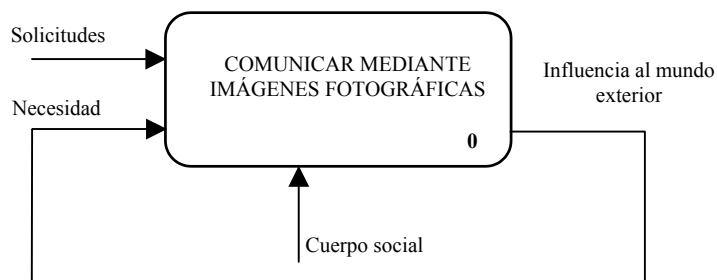 Solicitudes
COMUNICAR MEDIANTE
IMÁGENES FOTOGRÁFICAS
Influencia al mundo
exterior
Necesidad
0
Cuerpo social